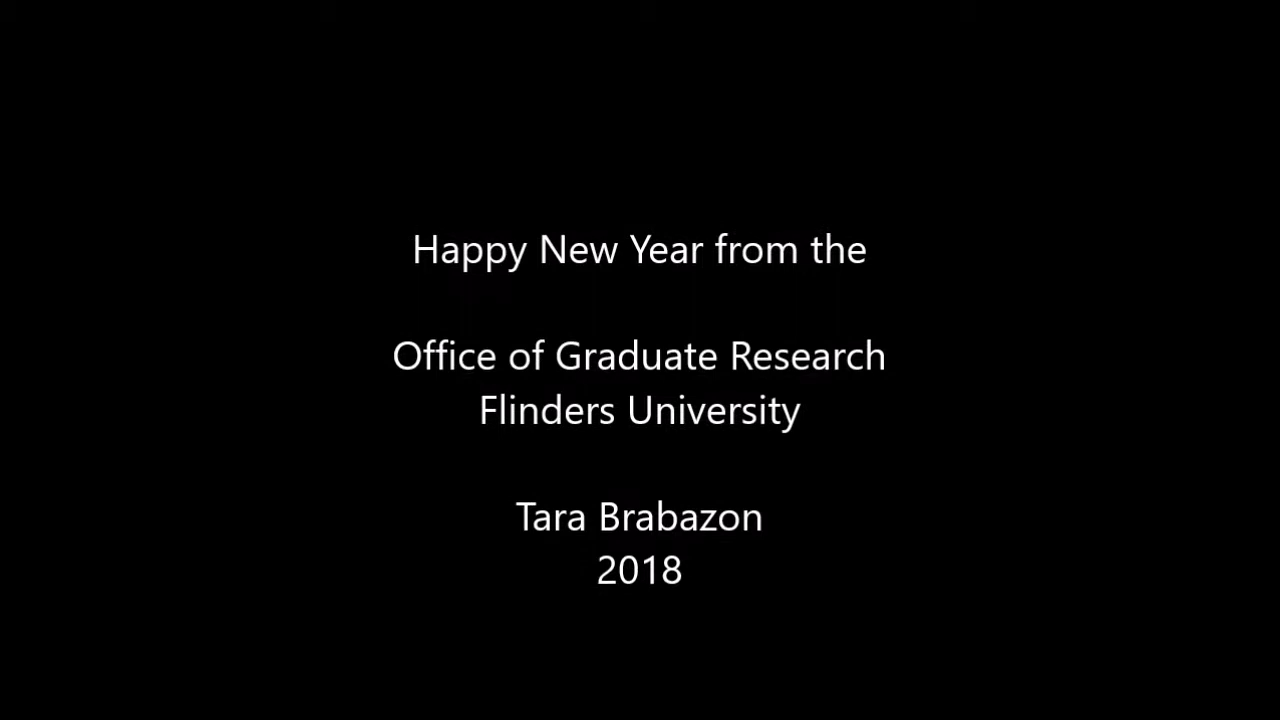 Happy New Year from the
Office of Graduate Research
Flinders University
Tara Brabazon
2018